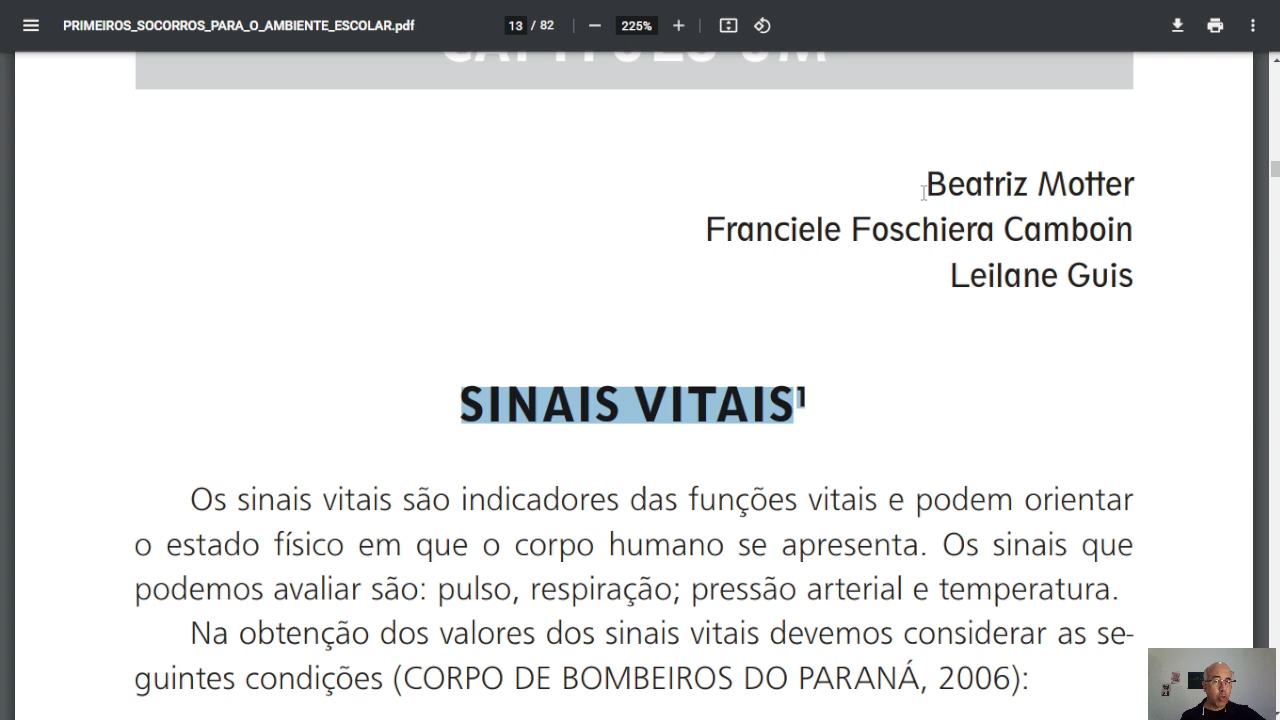 PRIMEIROS_SOCORROS_PARA_O_AMBIENTE_ESCOLAR.pdf
13 / 82
225%
CAPÍTULO UM
Beatriz Motter
Franciele Foschiera Camboin
Leilane Guis
SINAIS VITAIS¹
Os sinais vitais são indicadores das funções vitais e podem orientar
o estado físico em que o corpo humano se apresenta. Os sinais que
podemos avaliar são: pulso, respiração; pressão arterial e temperatura.
Na obtenção dos valores dos sinais vitais devemos considerar as se-
guintes condições (CORPO DE BOMBEIROS DO PARANÁ, 2006):